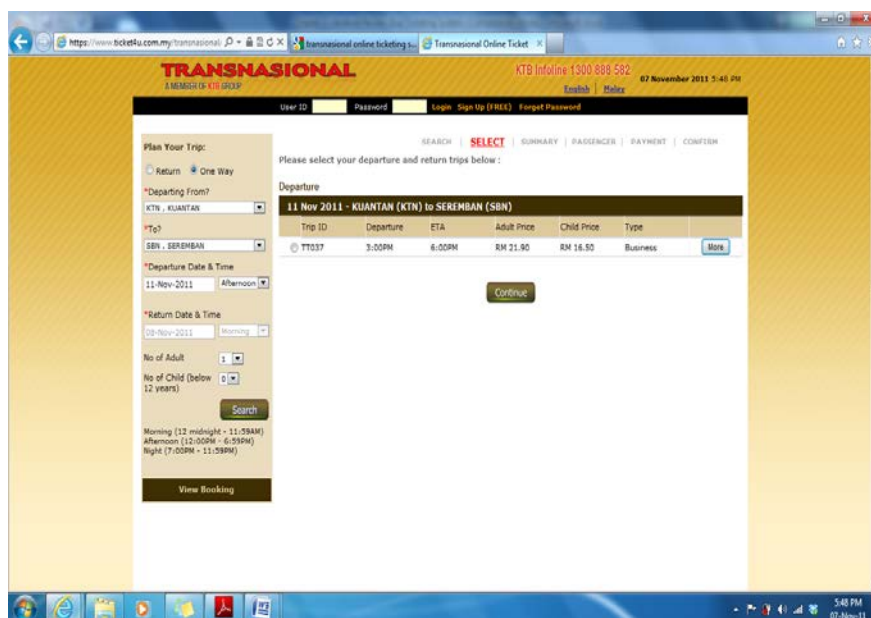 https://www.ticket4u.com.my/transnasional
transnasional online ticketing s...
Transnasional Online Ticket
TRANSNASIONAL
A MEMBER OF KTB GROUP
KTB Infoline 1300 888 582
07 November 2011 5:48 PM
English | Malay
User ID Password Login Sign Up (FREE) Forget Password
SEARCH | SELECT | SUMMARY | PASSENGER | PAYMENT | CONFIRM
Please select your departure and return trips below :
Plan Your Trip:
Return One Way
*Departing From?
KTN , KUANTAN
*To?
SBN , SEREMBAN
*Departure Date & Time
11-Nov-2011 Afternoon
*Return Date & Time
08-Nov-2011 Morning
No of Adult 1
No of Child (below 12 years) 0
Search
Morning (12 midnight - 11:59AM)
Afternoon (12:00PM - 6:59PM)
Night (7:00PM - 11:59PM)
View Booking
Departure
11 Nov 2011 - KUANTAN (KTN) to SEREMBAN (SBN)
Trip ID Departure ETA Adult Price Child Price Type
TT037 3:00PM 6:00PM RM 21.90 RM 16.50 Business More
Continue
5:48 PM
07-Nov-11